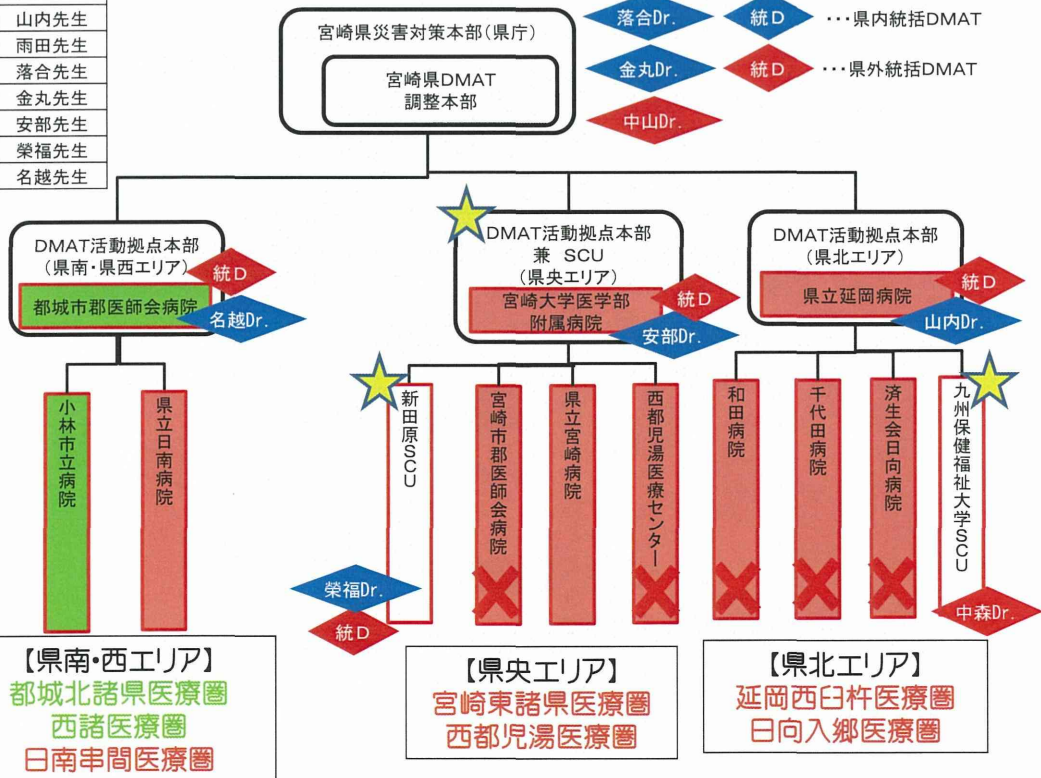 山内先生
雨田先生
落合先生
金丸先生
安部先生
榮福先生
名越先生
宮崎県災害対策本部(県庁)
宮崎県DMAT
調整本部
落合Dr.
統D
・・・県内統括DMAT
金丸Dr.
統D
・・・県外統括DMAT
中山Dr.
DMAT活動拠点本部
(県南・県西エリア)
統D
都城市郡医師会病院
名越Dr.
DMAT活動拠点本部
兼 SCU
(県央エリア)
統D
宮崎大学医学部
附属病院
安部Dr.
DMAT活動拠点本部
(県北エリア)
統D
県立延岡病院
山内Dr.
小林市立病院
県立日南病院
新田原SCU
宮崎市郡医師会病院
県立宮崎病院
西都児湯医療センター
和田病院
千代田病院
済生会日向病院
九州保健福祉大学SCU
榮福Dr.
統D
中森Dr.
【県南・西エリア】
都城北諸県医療圏
西諸医療圏
日南串間医療圏
【県央エリア】
宮崎東諸県医療圏
西都児湯医療圏
【県北エリア】
延岡西臼杵医療圏
日向入郷医療圏